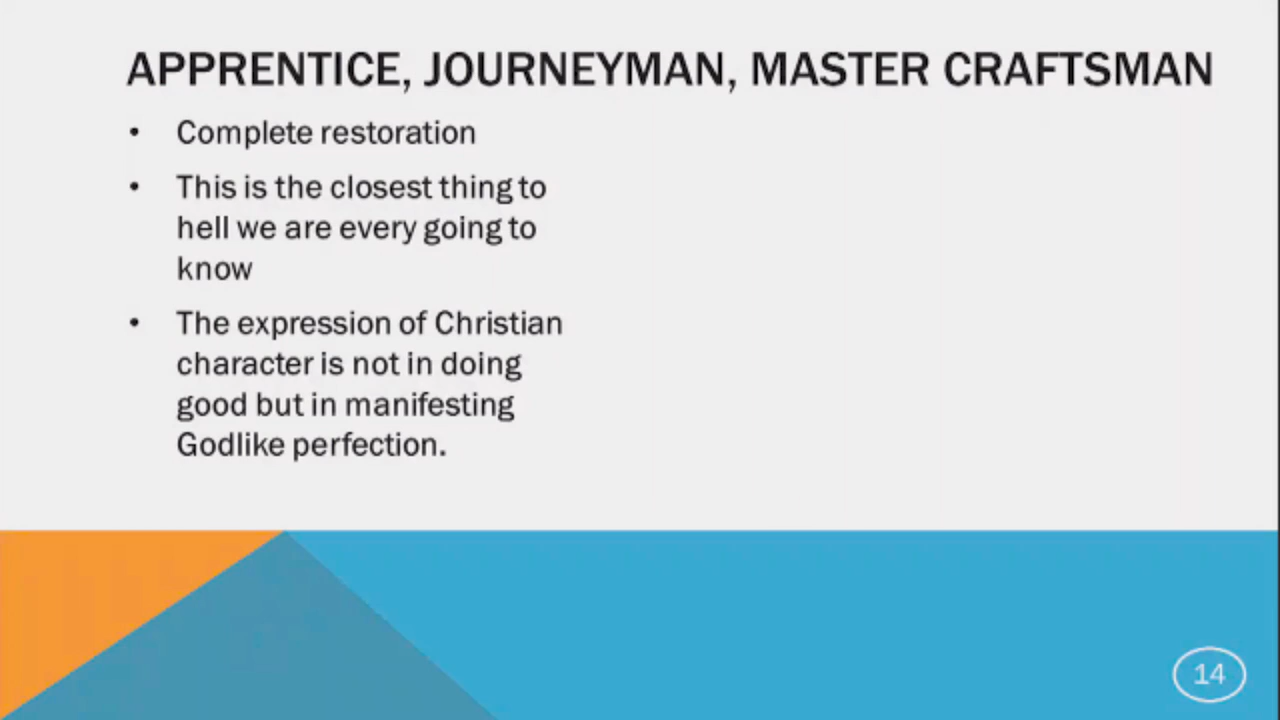 APPRENTICE, JOURNEYMAN, MASTER CRAFTSMAN
• Complete restoration
• This is the closest thing to
hell we are every going to
know
• The expression of Christian
character is not in doing
good but in manifesting
Godlike perfection.
14